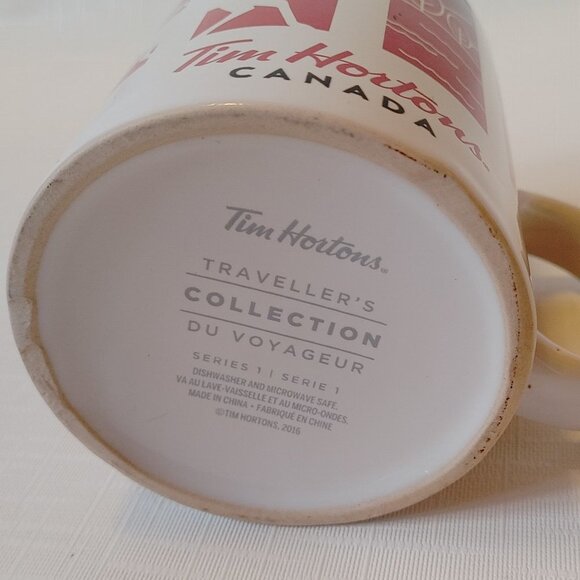 Tim Hortons
CANADA
Tim Hortons
TRAVELLER'S
COLLECTION
DU VOYAGEUR
SERIES 1 | SERIE 1
DISHWASHER AND MICROWAVE SAFE.
VA AU LAVE-VAISSELLE ET AU MICRO-ONDES.
MADE IN CHINA • FABRIQUÉ EN CHINE
©TIM HORTONS, 2016